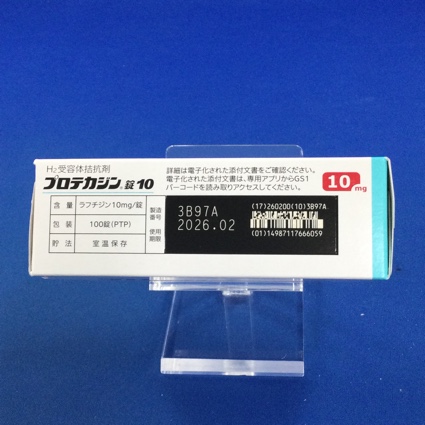 H₂受容体拮抗剤
プロテカジン®錠10
含量 ラフチジン10mg/錠
包装 100錠(PTP)
貯法 室温保存
詳細は電子化された添付文書をご確認ください。
電子化された添付文書は、専用アプリからGS1
バーコードを読み取りアクセスしてください。
製造番号 3B97A
使用期限 2026.02
(17)260200(10)3B97A
(01)14987117666059
10mg